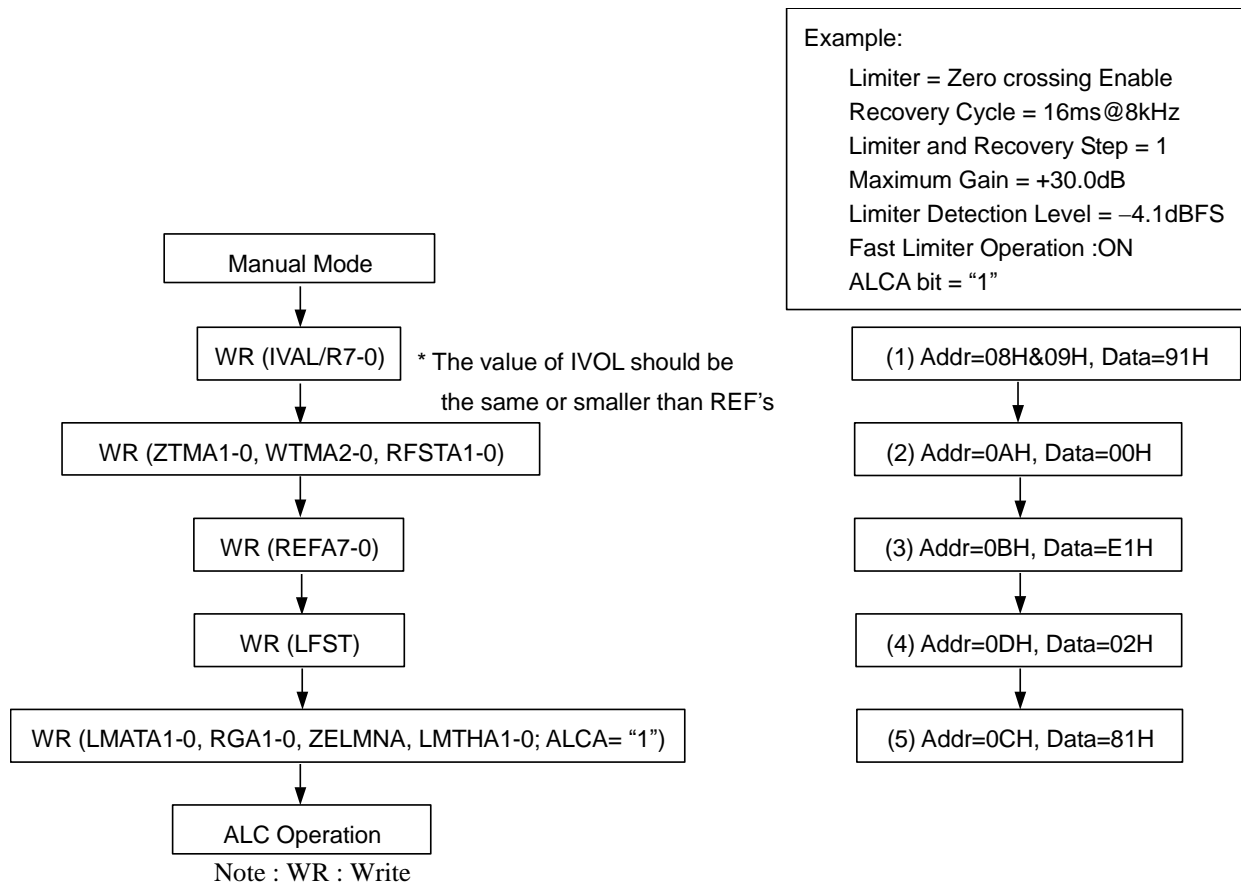 Example:
Limiter = Zero crossing Enable
Recovery Cycle = 16ms@8kHz
Limiter and Recovery Step = 1
Maximum Gain = +30.0dB
Limiter Detection Level = −4.1dBFS
Fast Limiter Operation :ON
ALCA bit = “1”
Manual Mode
WR (IVAL/R7-0)
* The value of IVOL should be
the same or smaller than REF’s
WR (ZTMA1-0, WTMA2-0, RFSTA1-0)
WR (REFA7-0)
WR (LFST)
WR (LMATA1-0, RGA1-0, ZELMNA, LMTHA1-0; ALCA= “1”)
ALC Operation
Note : WR : Write
(1) Addr=08H&09H, Data=91H
(2) Addr=0AH, Data=00H
(3) Addr=0BH, Data=E1H
(4) Addr=0DH, Data=02H
(5) Addr=0CH, Data=81H